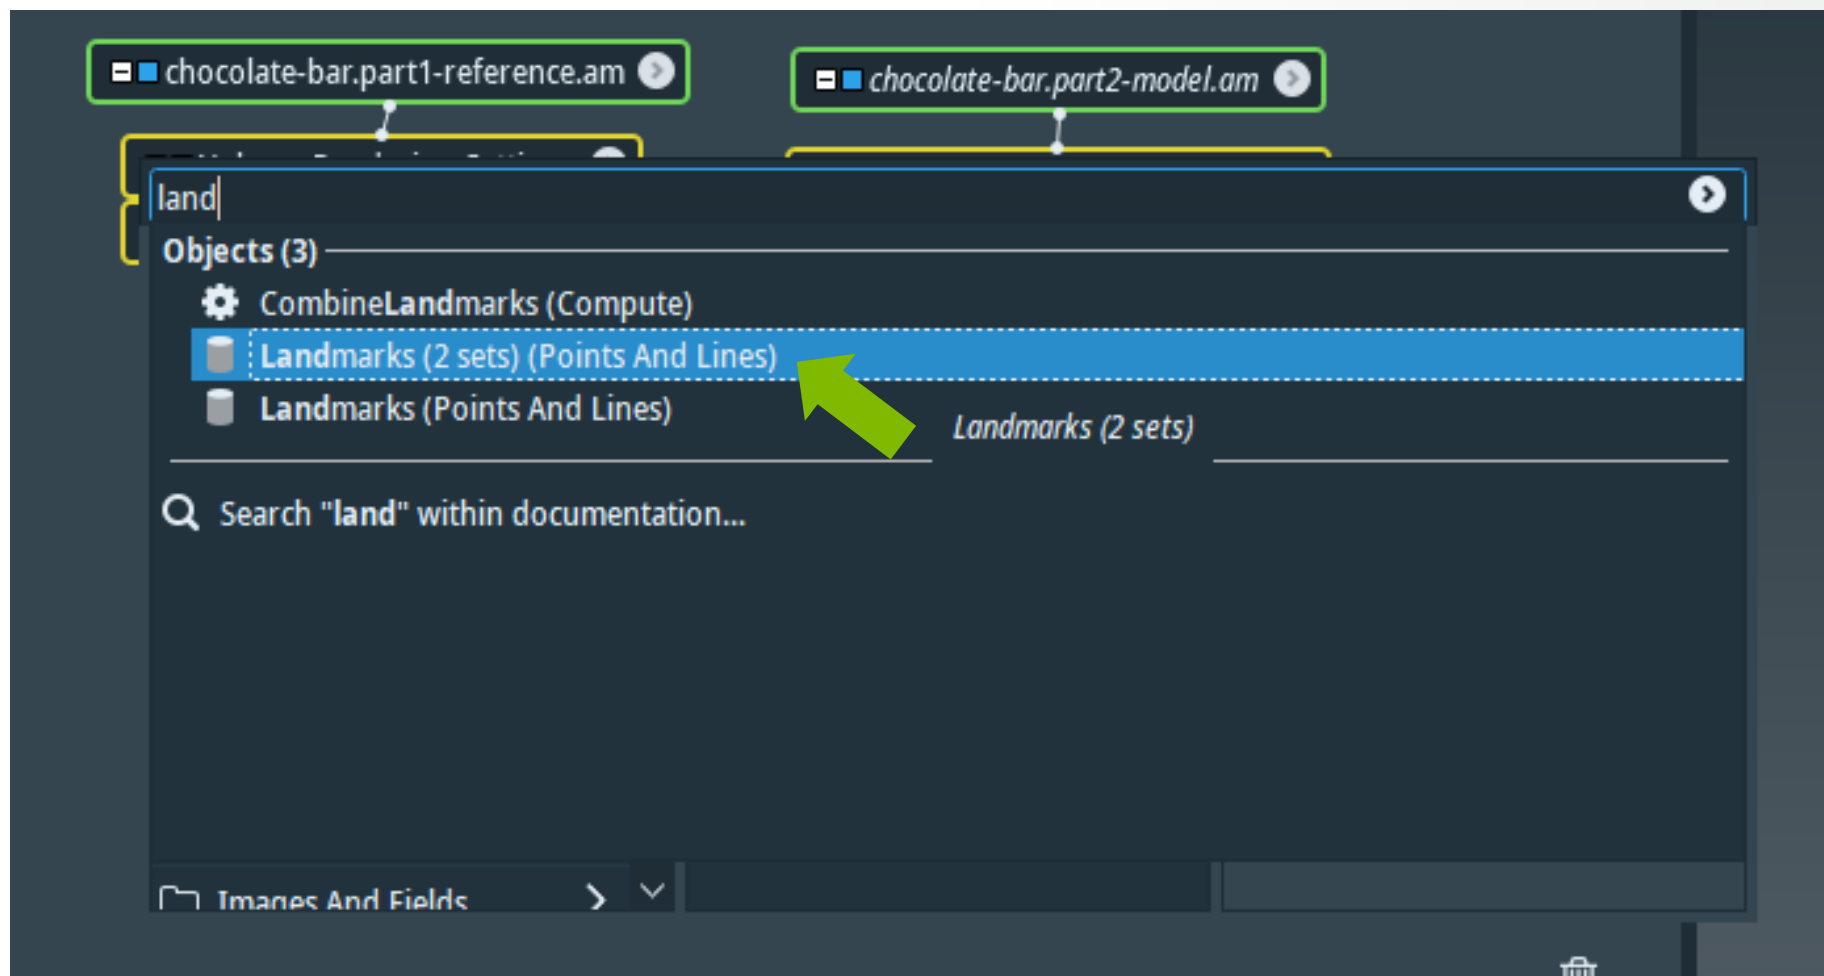 chocolate-bar.part1-reference.am
chocolate-bar.part2-model.am
land
Objects (3)
CombineLandmarks (Compute)
Landmarks (2 sets) (Points And Lines)
Landmarks (Points And Lines)
Landmarks (2 sets)
Search "land" within documentation...
Images And Fields